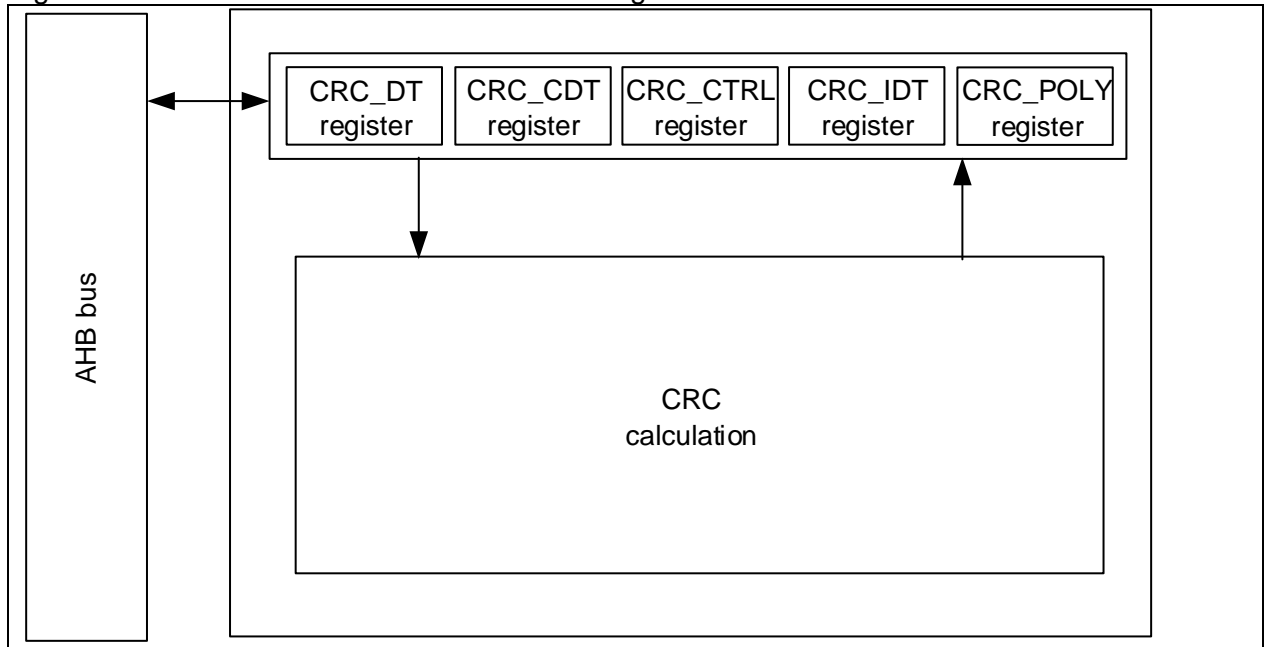 CRC_DT
register
CRC_CDT
register
CRC_CTRL
register
CRC_IDT
register
CRC_POLY
register
AHB bus
CRC
calculation